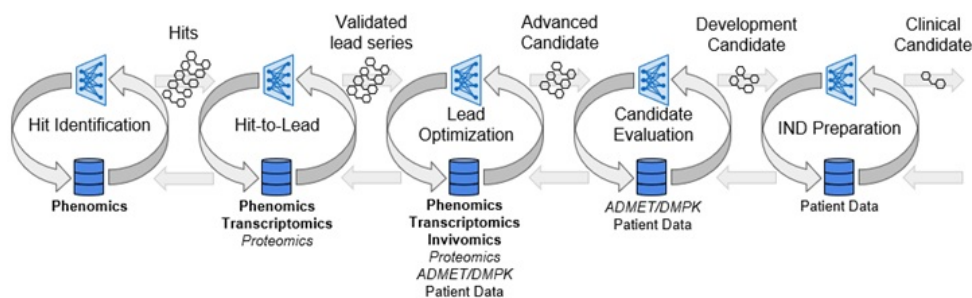 Hits
Validated
lead series
Advanced
Candidate
Development
Candidate
Clinical
Candidate
Hit Identification
Hit-to-Lead
Lead
Optimization
Candidate
Evaluation
IND Preparation
Phenomics
Phenomics
Transcriptomics
Proteomics
Phenomics
Transcriptomics
Invivomics
Proteomics
ADMET/DMPK
Patient Data
ADMET/DMPK
Patient Data
Patient Data